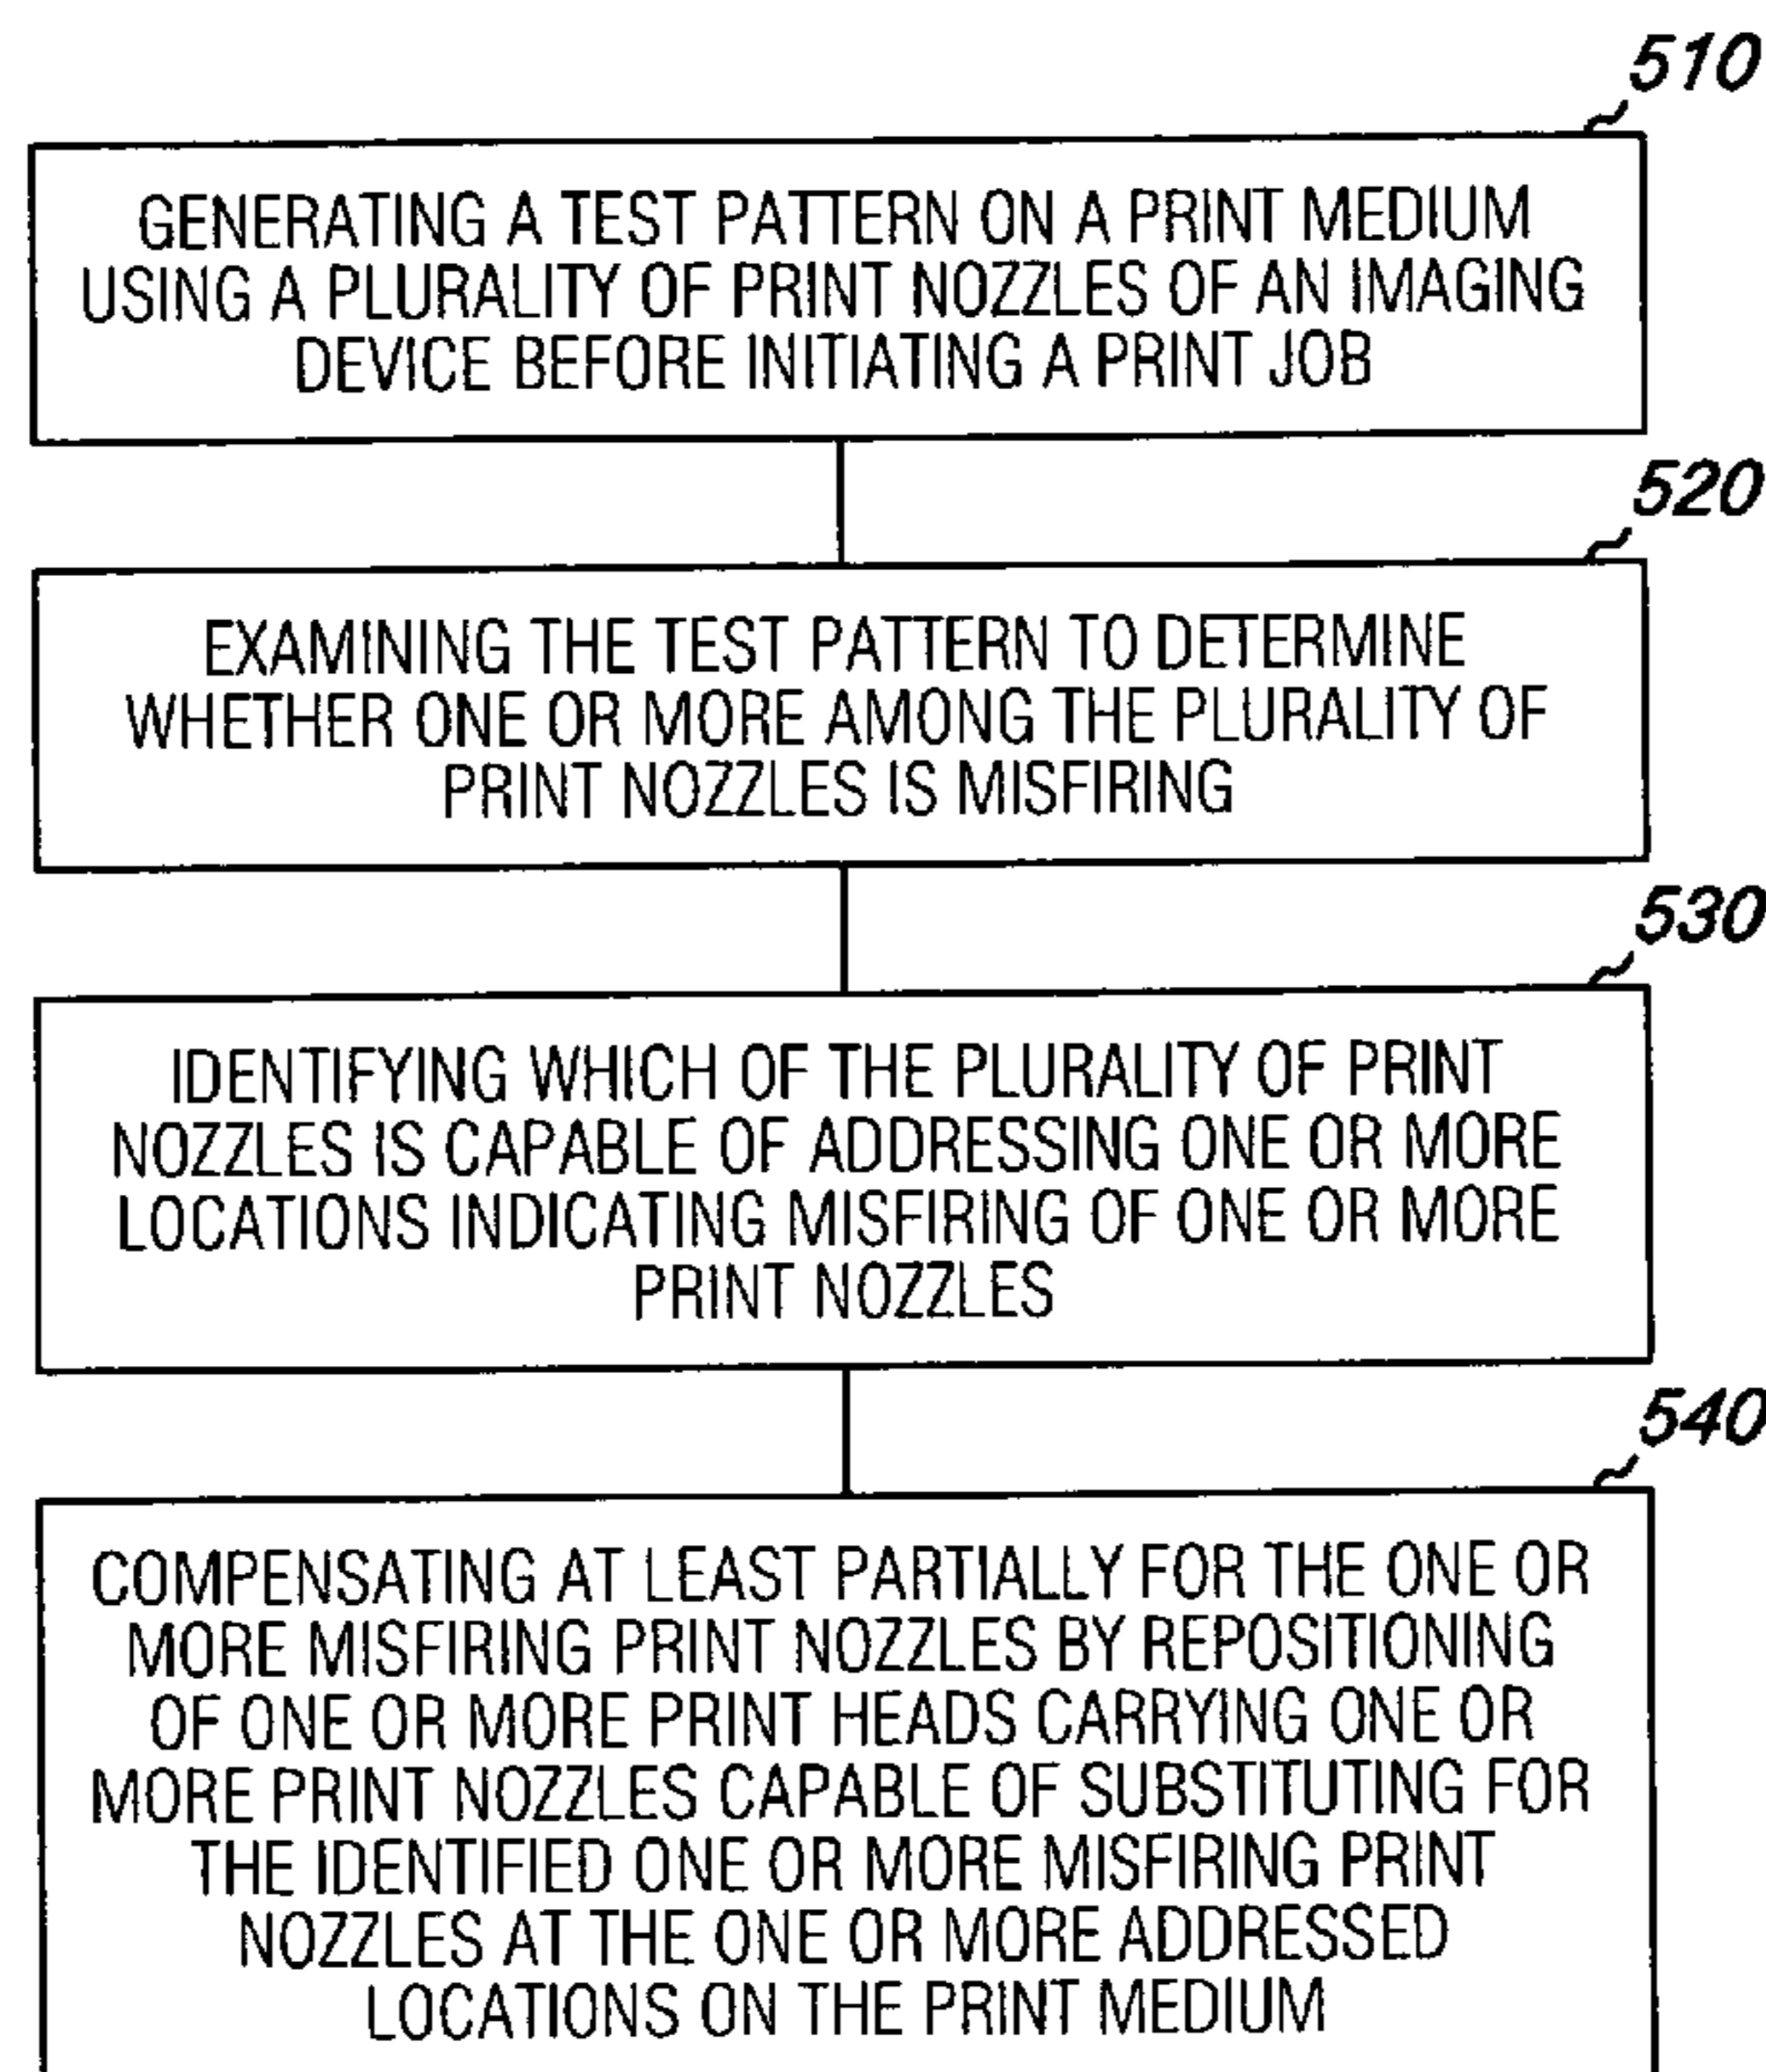 510
GENERATING A TEST PATTERN ON A PRINT MEDIUM
USING A PLURALITY OF PRINT NOZZLES OF AN IMAGING
DEVICE BEFORE INITIATING A PRINT JOB
520
EXAMINING THE TEST PATTERN TO DETERMINE
WHETHER ONE OR MORE AMONG THE PLURALITY OF
PRINT NOZZLES IS MISFIRING
530
IDENTIFYING WHICH OF THE PLURALITY OF PRINT
NOZZLES IS CAPABLE OF ADDRESSING ONE OR MORE
LOCATIONS INDICATING MISFIRING OF ONE OR MORE
PRINT NOZZLES
540
COMPENSATING AT LEAST PARTIALLY FOR THE ONE OR
MORE MISFIRING PRINT NOZZLES BY REPOSITIONING
OF ONE OR MORE PRINT HEADS CARRYING ONE OR
MORE PRINT NOZZLES CAPABLE OF SUBSTITUTING FOR
THE IDENTIFIED ONE OR MORE MISFIRING PRINT
NOZZLES AT THE ONE OR MORE ADDRESSED
LOCATIONS ON THE PRINT MEDIUM